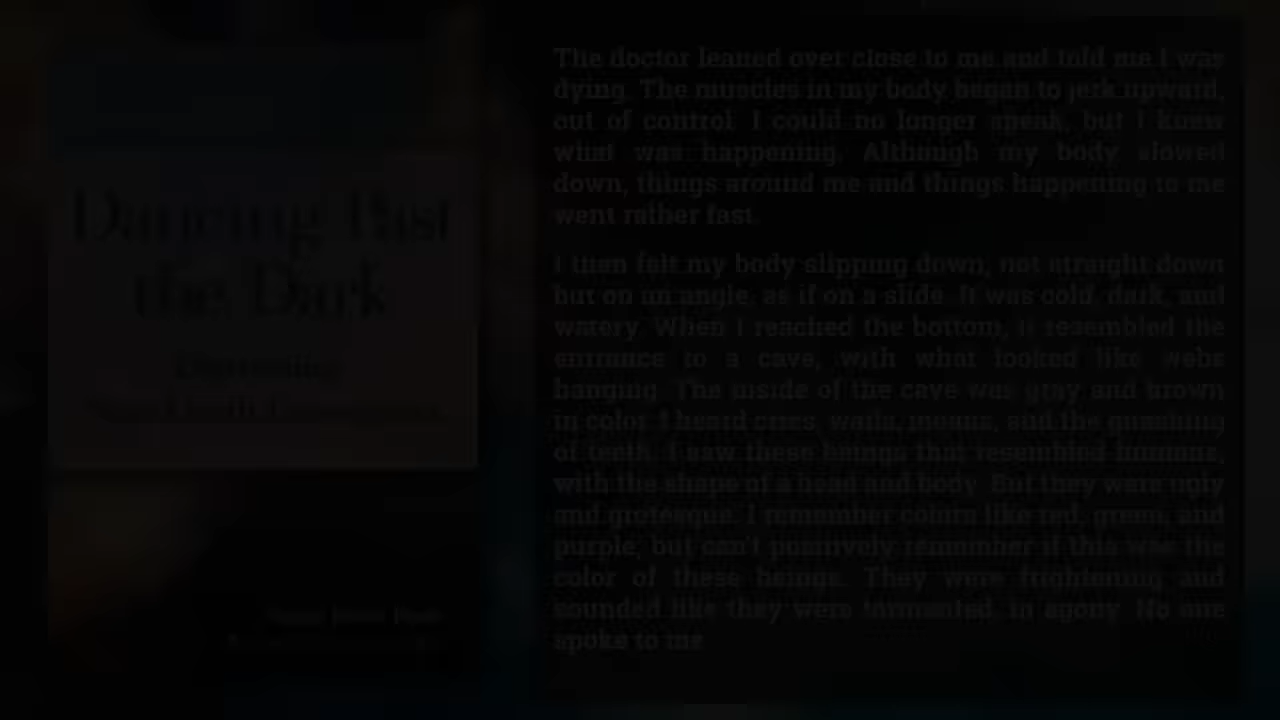 Dancing Past
the Dark
Distressing
Near-Death Experiences
The doctor leaned over close to me and told me I was
dying. The muscles in my body began to jerk upward,
out of control. I could no longer speak, but I knew
what was happening. Although my body slowed
down, things around me and things happening to me
went rather fast.
I then felt my body slipping down, not straight down
but on an angle, as if on a slide. It was cold, dark, and
watery. When I reached the bottom, it resembled the
entrance to a cave, with what looked like webs
hanging. The inside of the cave was gray and brown
in color. I heard cries, wails, moans, and the gnashing
of teeth. I saw these beings that resembled humans,
with the shape of a head and body. But they were ugly
and grotesque. I remember colors like red, green, and
purple, but can't positively remember if this was the
color of these beings. They were frightening and
sounded like they were tormented, in agony. No one
spoke to me